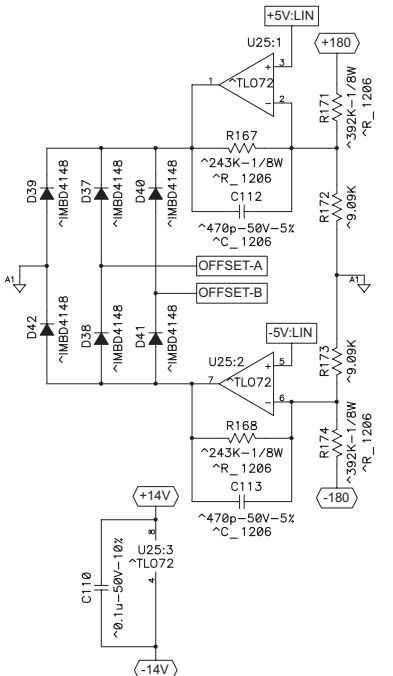 +5V:LIN
U25:1
+180
3
+
1
^TL072
2
−
R171
^392K-1/8W
^R_1206
R167
^243K-1/8W
^R_1206
C112
^470p-50V-5%
^C_1206
R172
^9.09K
D39
^IMBD4148
D37
^IMBD4148
D40
^IMBD4148
A1
OFFSET-A
OFFSET-B
A1
D42
^IMBD4148
D38
^IMBD4148
D41
^IMBD4148
-5V:LIN
U25:2
5
+
7
^TL072
6
−
R173
^9.09K
R174
^392K-1/8W
^R_1206
R168
^243K-1/8W
^R_1206
C113
^470p-50V-5%
^C_1206
-180
+14V
8
U25:3
^TL072
4
C110
^0.1u-50V-10%
-14V